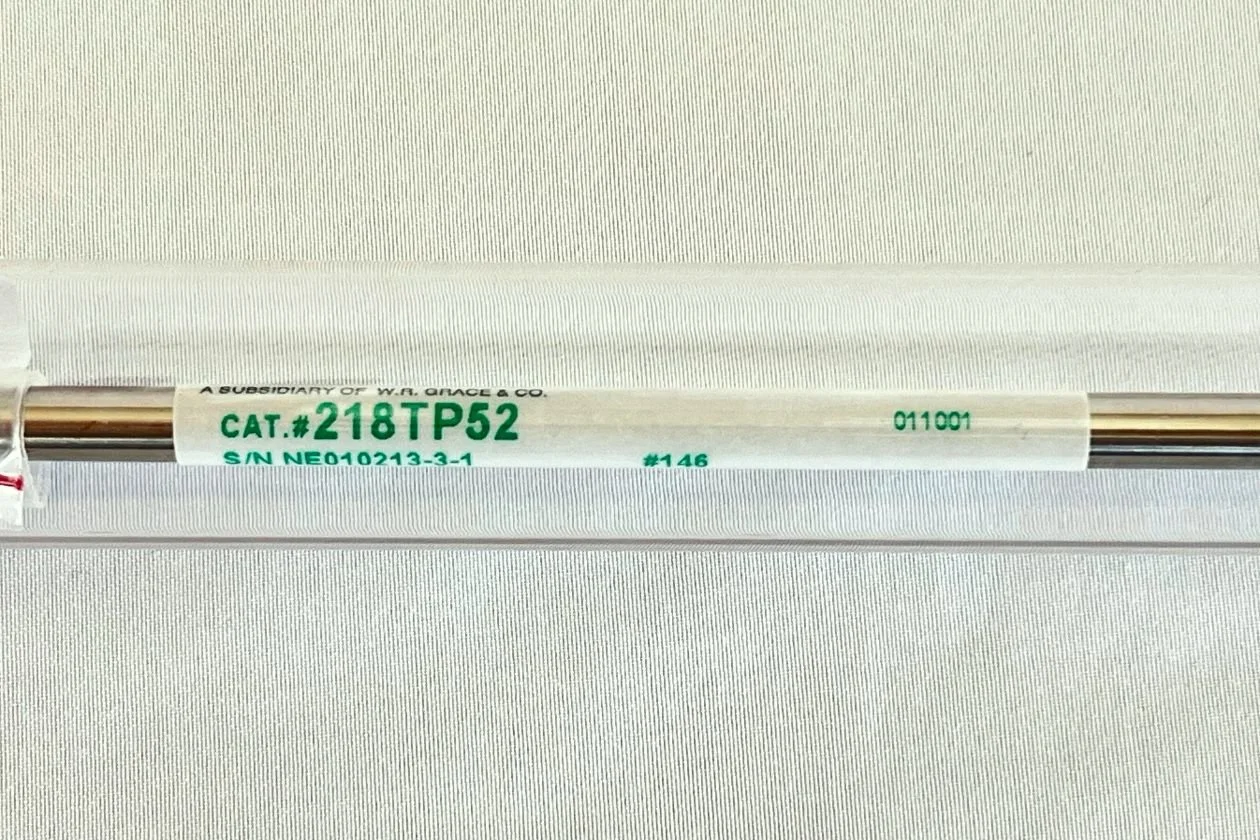 A SUBSIDIARY OF W.R. GRACE & CO.
CAT.#218TP52 011001
S/N NE010213-3-1 #146